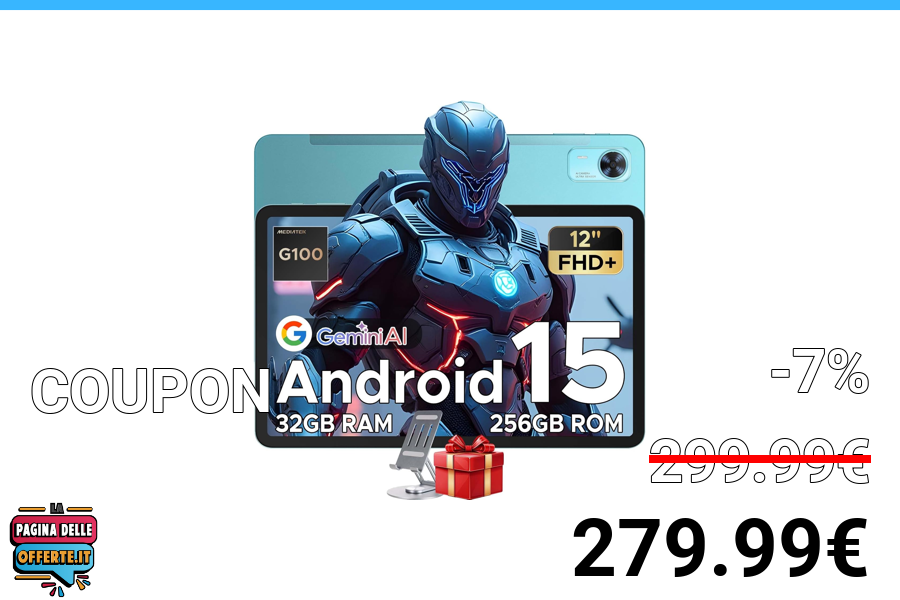 MEDIATEK
G100
12"
FHD+
GeminiAI
Android 15
32GB RAM
256GB ROM
COUPON
-7%
299.99€
279.99€
LA
PAGINA DELLE
OFFERTE.IT